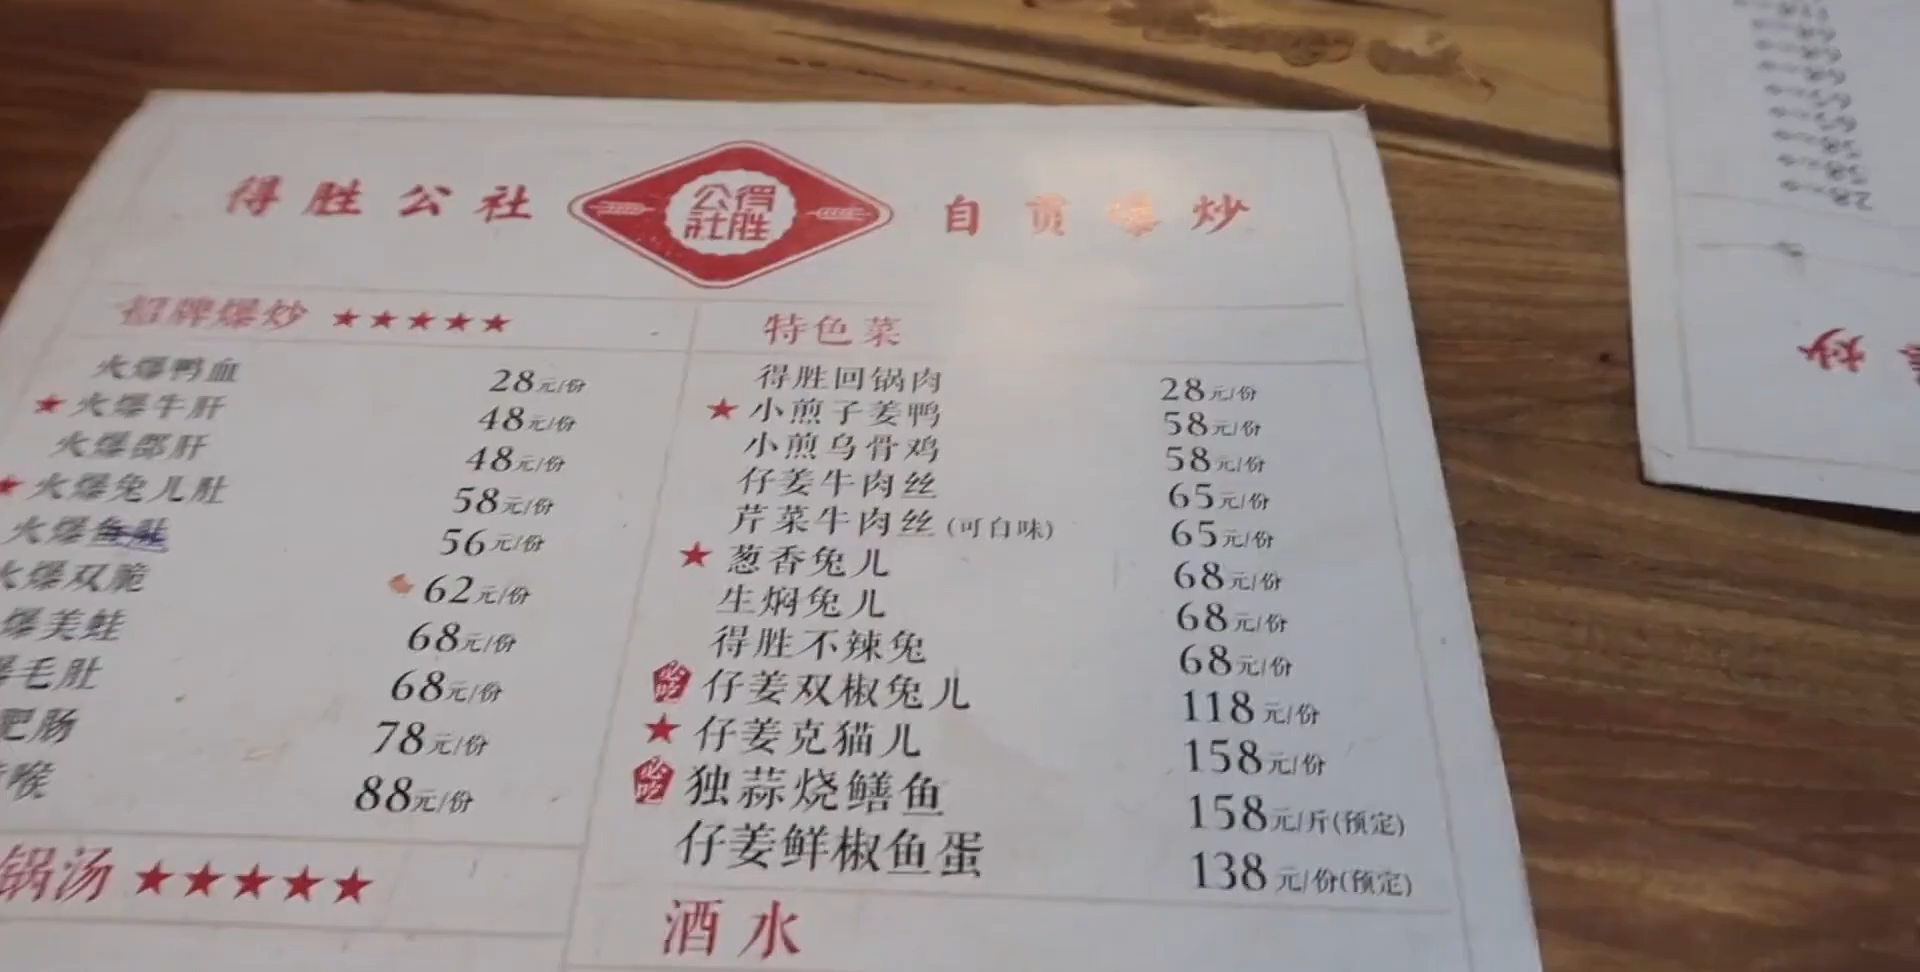 得胜公社
公得
社胜
自贡爆炒
招牌爆炒 ★★★★★
火爆鸭血 28元/份
★ 火爆牛肝 48元/份
火爆郡肝 48元/份
★ 火爆兔儿肚 58元/份
火爆鱼肚 56元/份
火爆双脆 62元/份
爆美蛙 68元/份
爆毛肚 68元/份
肥肠 78元/份
喉 88元/份
锅汤 ★★★★★
特色菜
得胜回锅肉 28元/份
★ 小煎子姜鸭 58元/份
小煎乌骨鸡 58元/份
仔姜牛肉丝 65元/份
芹菜牛肉丝(可白味) 65元/份
★ 葱香兔儿 68元/份
生焖兔儿 68元/份
得胜不辣兔 68元/份
必吃 仔姜双椒兔儿 118元/份
★ 仔姜克猫儿 158元/份
必吃 独蒜烧鳝鱼 158元/斤(预定)
仔姜鲜椒鱼蛋 138元/份(预定)
酒水
炒